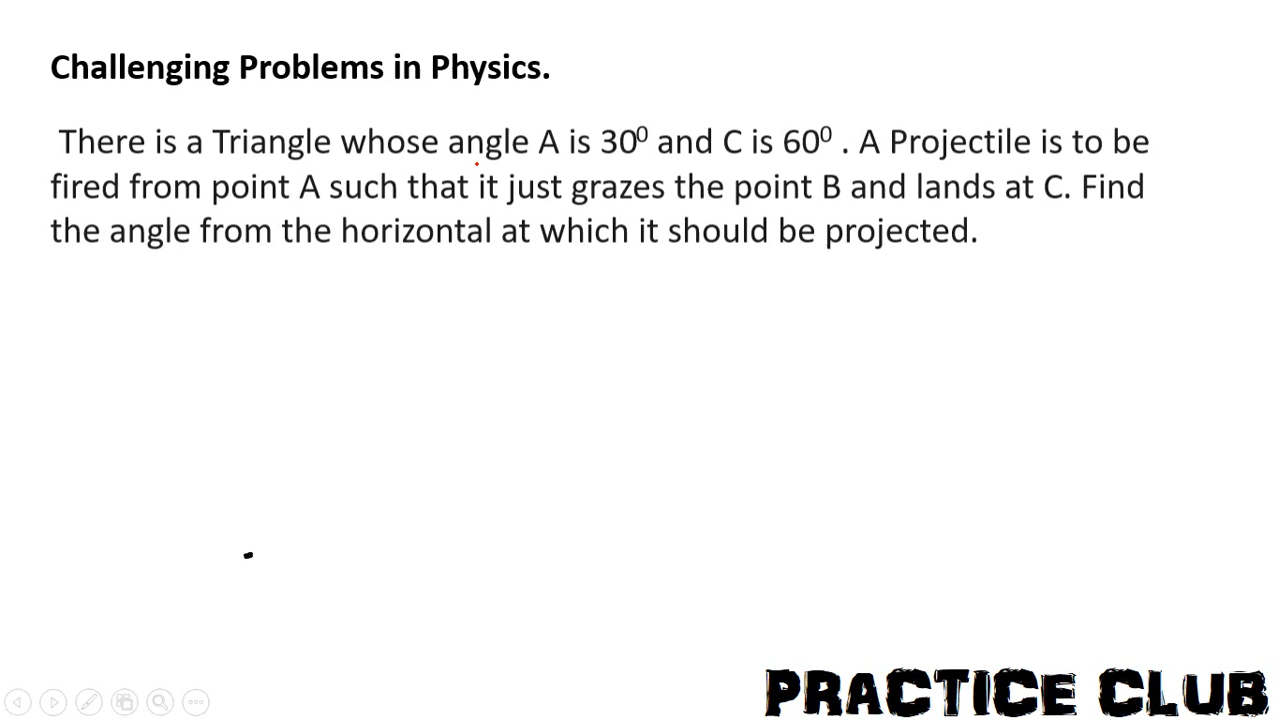 Challenging Problems in Physics.
There is a Triangle whose angle A is 30⁰ and C is 60⁰ . A Projectile is to be
fired from point A such that it just grazes the point B and lands at C. Find
the angle from the horizontal at which it should be projected.
PRACTICE CLUB